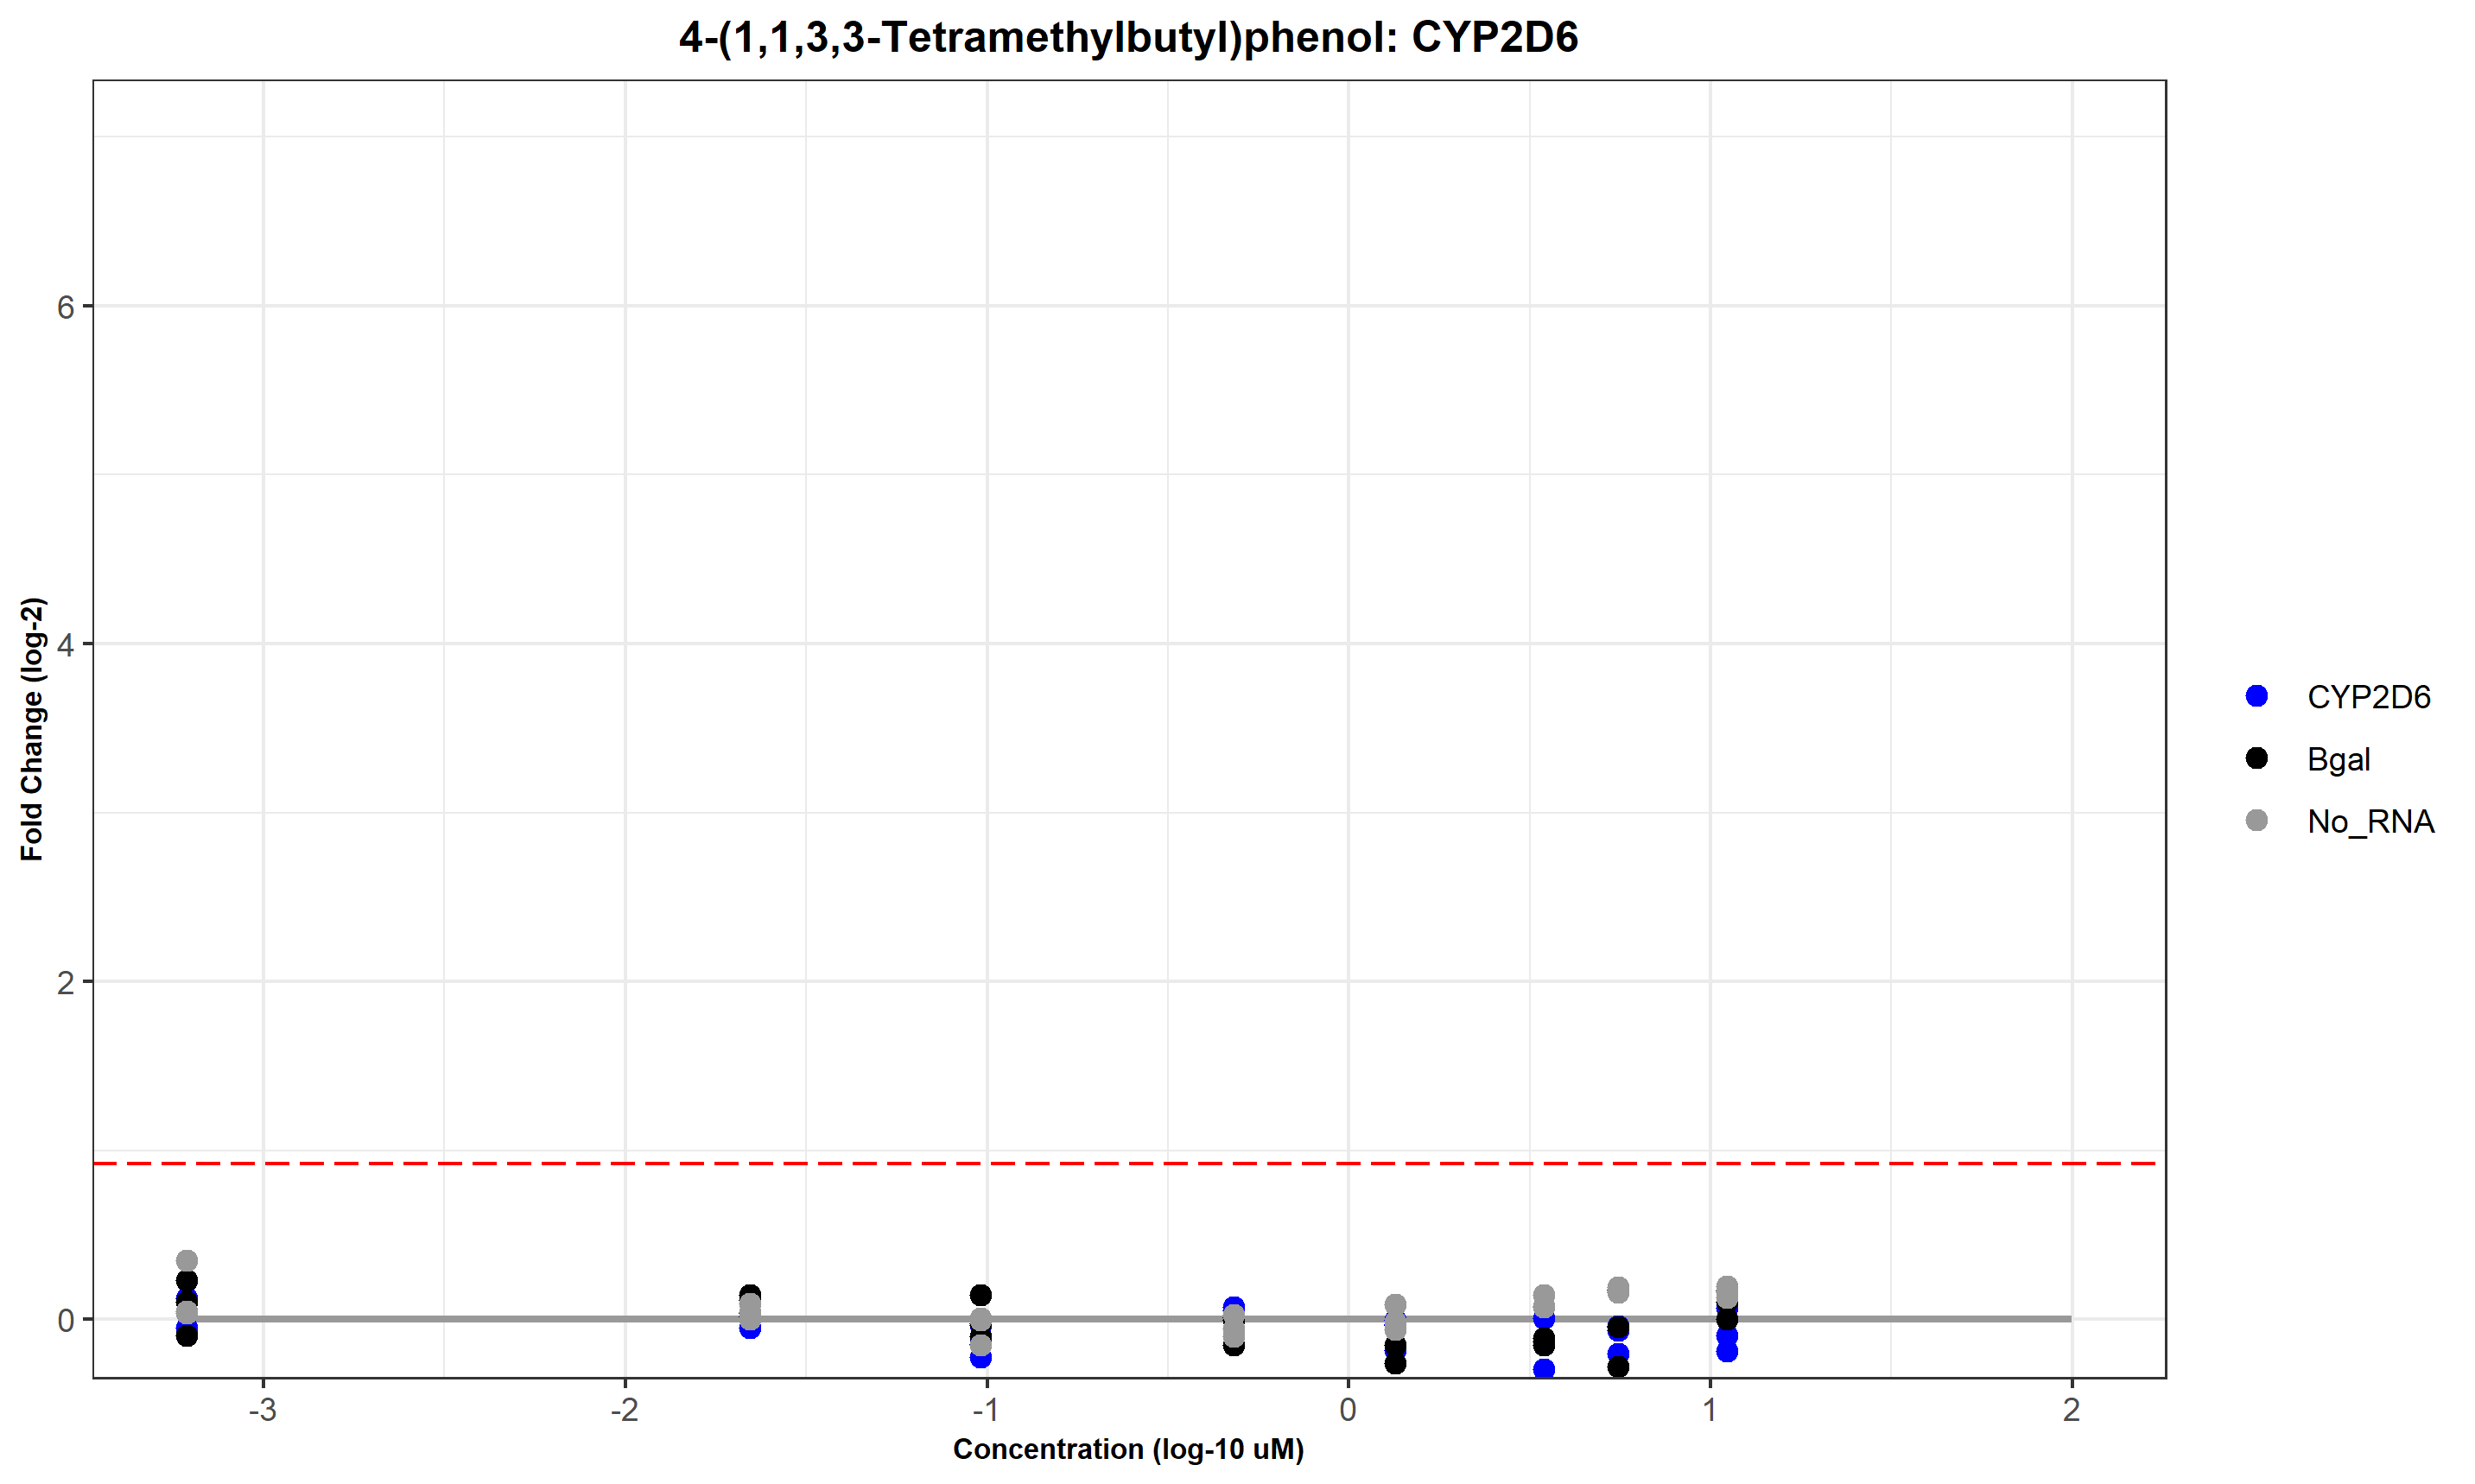 4-(1,1,3,3-Tetramethylbutyl)phenol: CYP2D6
Fold Change (log-2)
6
4
2
0
-3
-2
-1
0
1
2
Concentration (log-10 uM)
CYP2D6
Bgal
No_RNA